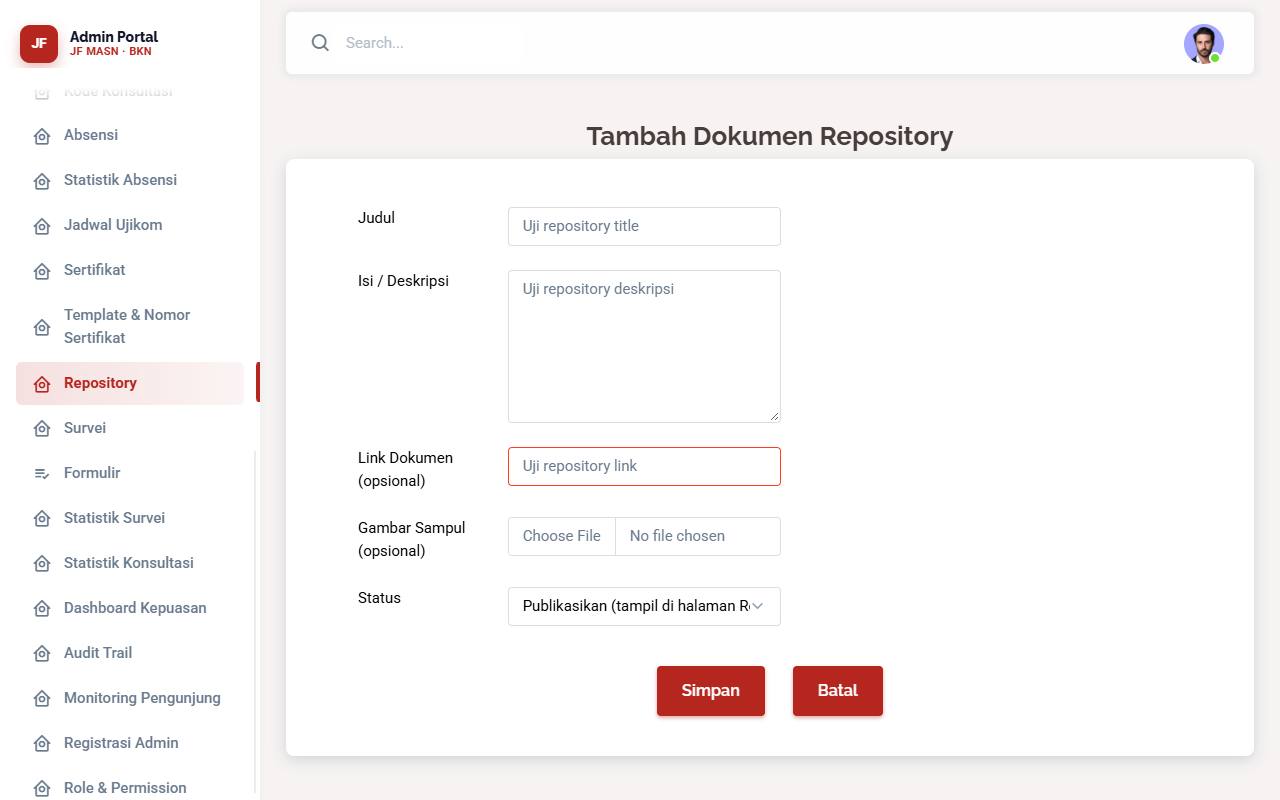 JF
Admin Portal
JF MASN · BKN
Kode Konsultasi
Absensi
Statistik Absensi
Jadwal Ujikom
Sertifikat
Template & Nomor
Sertifikat
Repository
Survei
Formulir
Statistik Survei
Statistik Konsultasi
Dashboard Kepuasan
Audit Trail
Monitoring Pengunjung
Registrasi Admin
Role & Permission
Search...
Tambah Dokumen Repository
Judul
Uji repository title
Isi / Deskripsi
Uji repository deskripsi
Link Dokumen
(opsional)
Uji repository link
Gambar Sampul
(opsional)
Choose File
No file chosen
Status
Publikasikan (tampil di halaman
Simpan
Batal